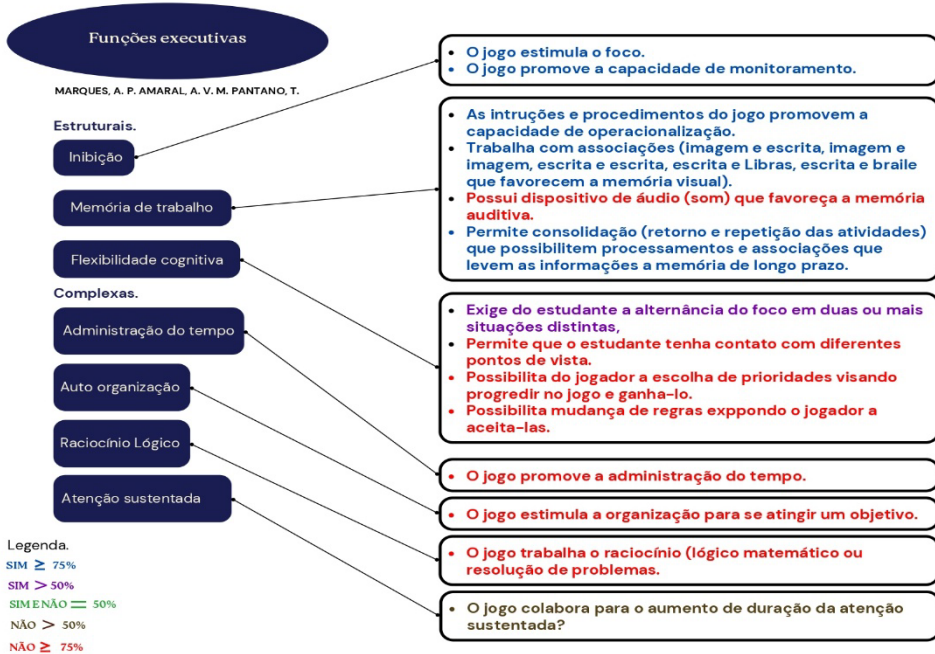 Funções executivas
MARQUES, A. P. AMARAL, A. V. M. PANTANO, T.
Estruturais.
Inibição
Memória de trabalho
Flexibilidade cognitiva
Complexas.
Administração do tempo
Auto organização
Raciocínio Lógico
Atenção sustentada
Legenda.
SIM ≥ 75%
SIM > 50%
SIM E NÃO = 50%
NÃO > 50%
NÃO ≥ 75%
• O jogo estimula o foco.
• O jogo promove a capacidade de monitoramento.
• As intruções e procedimentos do jogo promovem a
capacidade de operacionalização.
• Trabalha com associações (imagem e escrita, imagem e
imagem, escrita e escrita, escrita e Libras, escrita e braile
que favorecem a memória visual).
• Possui dispositivo de áudio (som) que favoreça a memória
auditiva.
• Permite consolidação (retorno e repetição das atividades)
que possibilitem processamentos e associações que
levem as informações a memória de longo prazo.
• Exige do estudante a alternância do foco em duas ou mais
situações distintas,
• Permite que o estudante tenha contato com diferentes
pontos de vista.
• Possibilita do jogador a escolha de prioridades visando
progredir no jogo e ganha-lo.
• Possibilita mudança de regras exppondo o jogador a
aceita-las.
• O jogo promove a administração do tempo.
• O jogo estimula a organização para se atingir um objetivo.
• O jogo trabalha o raciocínio (lógico matemático ou
resolução de problemas.
• O jogo colabora para o aumento de duração da atenção
sustentada?